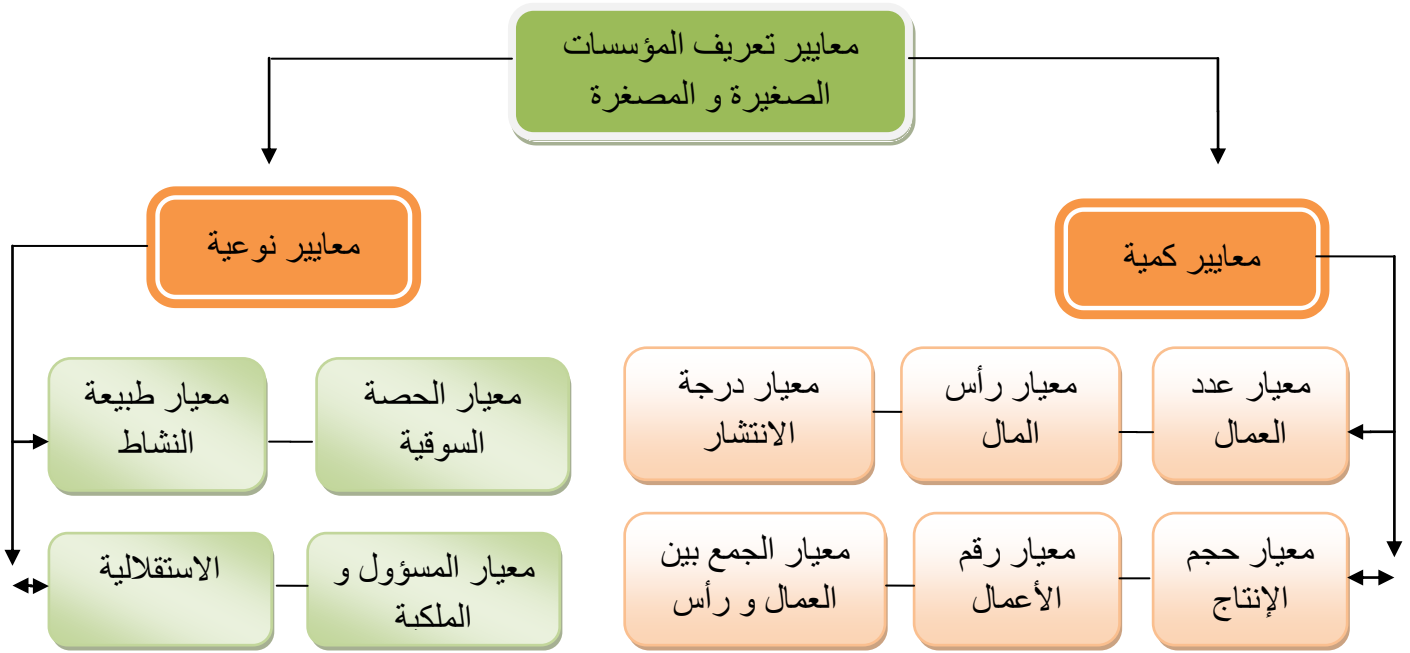 معايير تعريف المؤسسات
الصغيرة و المصغرة
معايير كمية
معايير نوعية
معيار عدد
العمال
معيار رأس
المال
معيار درجة
الانتشار
معيار حجم
الإنتاج
معيار رقم
الأعمال
معيار الجمع بين
العمال و رأس
معيار الحصة
السوقية
معيار طبيعة
النشاط
معيار المسؤول و
الملكية
الاستقلالية